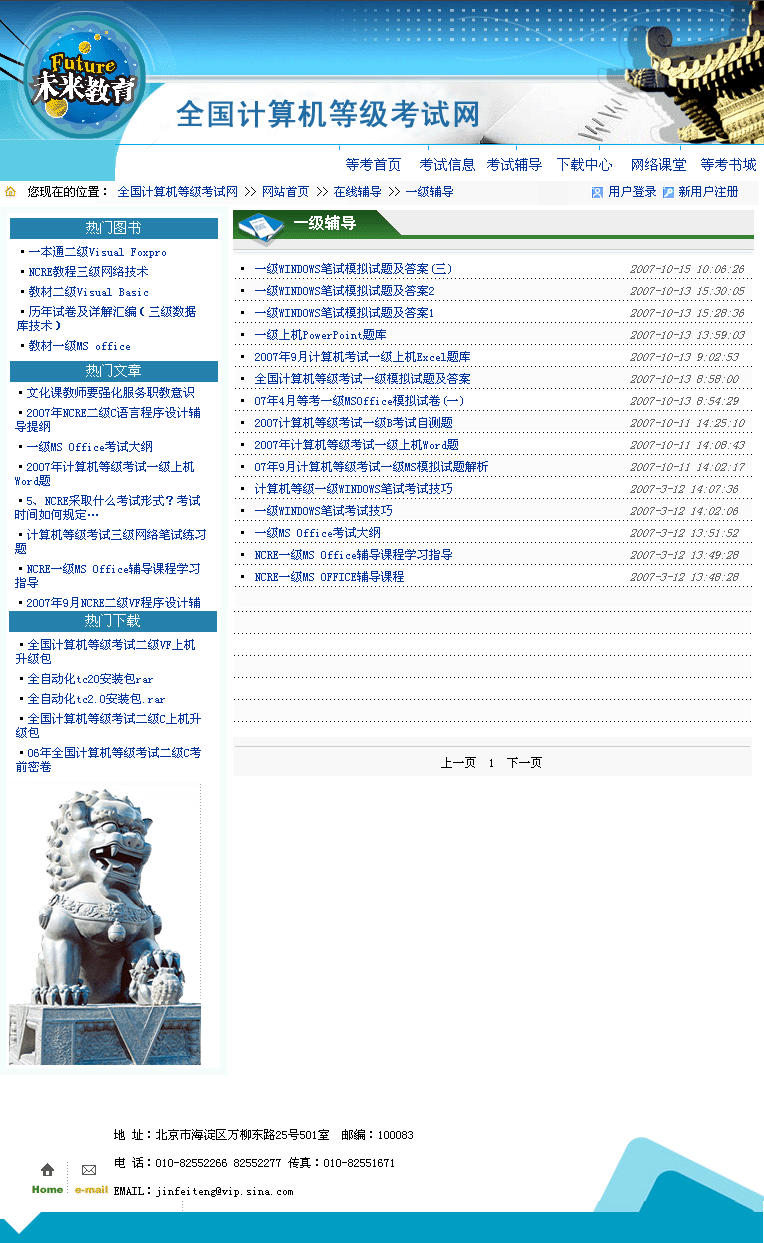 Future
未来教育
全国计算机等级考试网
等考首页 考试信息 考试辅导 下载中心 网络课堂 等考书城
您现在的位置： 全国计算机等级考试网 >> 网站首页 >> 在线辅导 >> 一级辅导
用户登录 新用户注册
热门图书
·一本通二级Visual Foxpro
·NCRE教程三级网络技术
·教材二级Visual Basic
·历年试卷及详解汇编（三级数据
库技术）
·教材一级MS office
热门文章
·文化课教师要强化服务职教意识
·2007年NCRE二级C语言程序设计辅
导提纲
·一级MS Office考试大纲
·2007年计算机等级考试一级上机
Word题
·5、NCRE采取什么考试形式？考试
时间如何规定…
·计算机等级考试三级网络笔试练习
题
·NCRE一级MS Office辅导课程学习
指导
·2007年9月NCRE二级VF程序设计辅
热门下载
·全国计算机等级考试二级VF上机
升级包
·全自动化tc20安装包rar
·全自动化tc2.0安装包.rar
·全国计算机等级考试二级C上机升
级包
·06年全国计算机等级考试二级C考
前密卷
一级辅导
· 一级WINDOWS笔试模拟试题及答案(三) 2007-10-15 10:06:26
· 一级WINDOWS笔试模拟试题及答案2 2007-10-13 15:30:05
· 一级WINDOWS笔试模拟试题及答案1 2007-10-13 15:28:36
· 一级上机PowerPoint题库 2007-10-13 13:59:03
· 2007年9月计算机考试一级上机Excel题库 2007-10-13 9:02:53
· 全国计算机等级考试一级模拟试题及答案 2007-10-13 8:58:00
· 07年4月等考一级MSOffice模拟试卷(一) 2007-10-13 8:54:29
· 2007计算机等级考试一级B考试自测题 2007-10-11 14:25:10
· 2007年计算机等级考试一级上机Word题 2007-10-11 14:08:43
· 07年9月计算机等级考试一级MS模拟试题解析 2007-10-11 14:02:17
· 计算机等级一级WINDOWS笔试考试技巧 2007-3-12 14:07:36
· 一级WINDOWS笔试考试技巧 2007-3-12 14:02:06
· 一级MS Office考试大纲 2007-3-12 13:51:52
· NCRE一级MS Office辅导课程学习指导 2007-3-12 13:49:28
· NCRE一级MS OFFICE辅导课程 2007-3-12 13:48:28
上一页 1 下一页
地 址：北京市海淀区万柳东路25号501室 邮编：100083
电 话：010-82552266 82552277 传真：010-82551671
EMAIL：jinfeiteng@vip.sina.com
Home e-mail